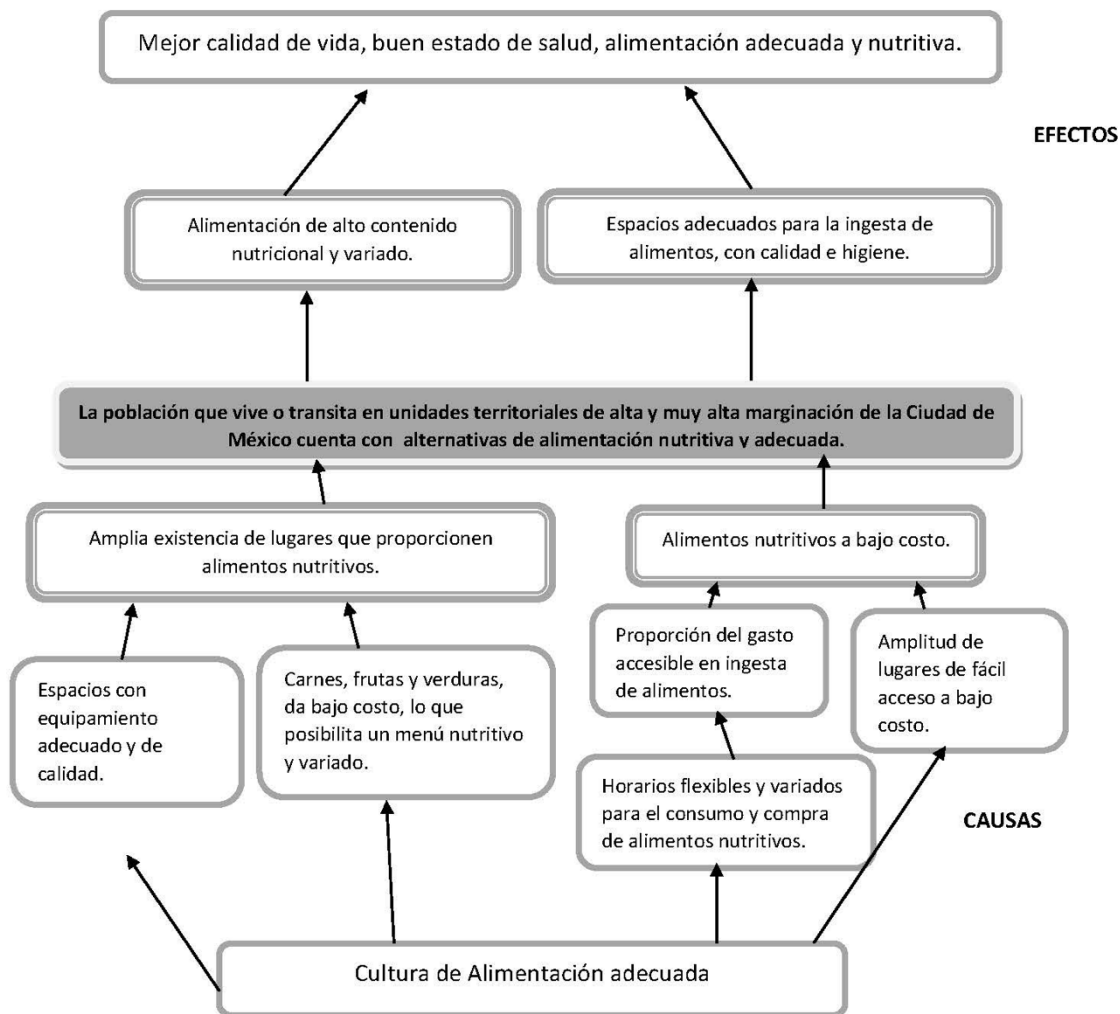 Mejor calidad de vida, buen estado de salud, alimentación adecuada y nutritiva.
EFECTOS
Alimentación de alto contenido
nutricional y variado.
Espacios adecuados para la ingesta de
alimentos, con calidad e higiene.
La población que vive o transita en unidades territoriales de alta y muy alta marginación de la Ciudad de
México cuenta con alternativas de alimentación nutritiva y adecuada.
Amplia existencia de lugares que proporcionen
alimentos nutritivos.
Alimentos nutritivos a bajo costo.
Espacios con
equipamiento
adecuado y de
calidad.
Carnes, frutas y verduras,
da bajo costo, lo que
posibilita un menú nutritivo
y variado.
Proporción del gasto
accesible en ingesta
de alimentos.
Amplitud de
lugares de fácil
acceso a bajo
costo.
Horarios flexibles y variados
para el consumo y compra
de alimentos nutritivos.
CAUSAS
Cultura de Alimentación adecuada